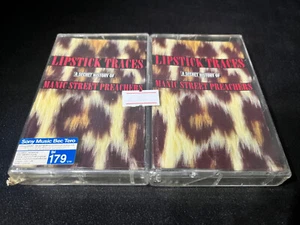 LIPSTICK TRACES
A SECRET HISTORY OF
MANIC STREET PREACHERS
Sony Music Bec Tero
179
LIPSTICK TRACES
A SECRET HISTORY OF
MANIC STREET PREACHERS